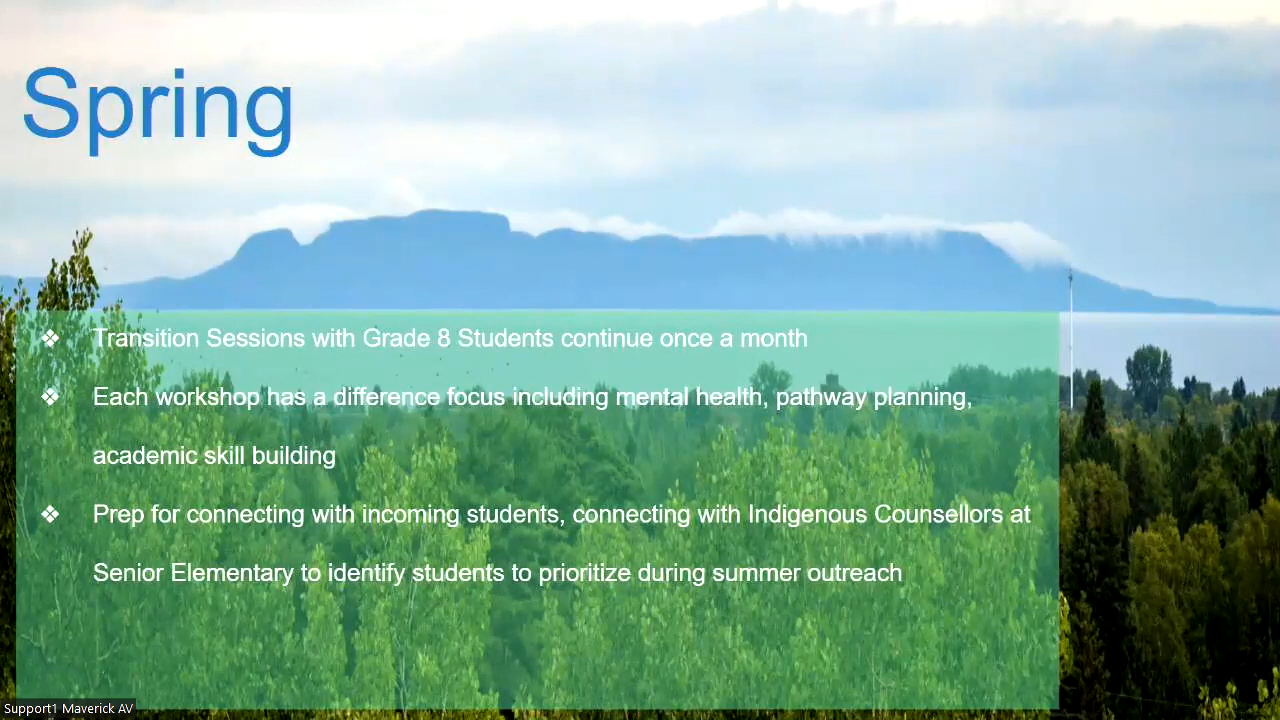 Spring
❖ Transition Sessions with Grade 8 Students continue once a month
❖ Each workshop has a difference focus including mental health, pathway planning,
academic skill building
❖ Prep for connecting with incoming students, connecting with Indigenous Counsellors at
Senior Elementary to identify students to prioritize during summer outreach
Support1 Maverick AV